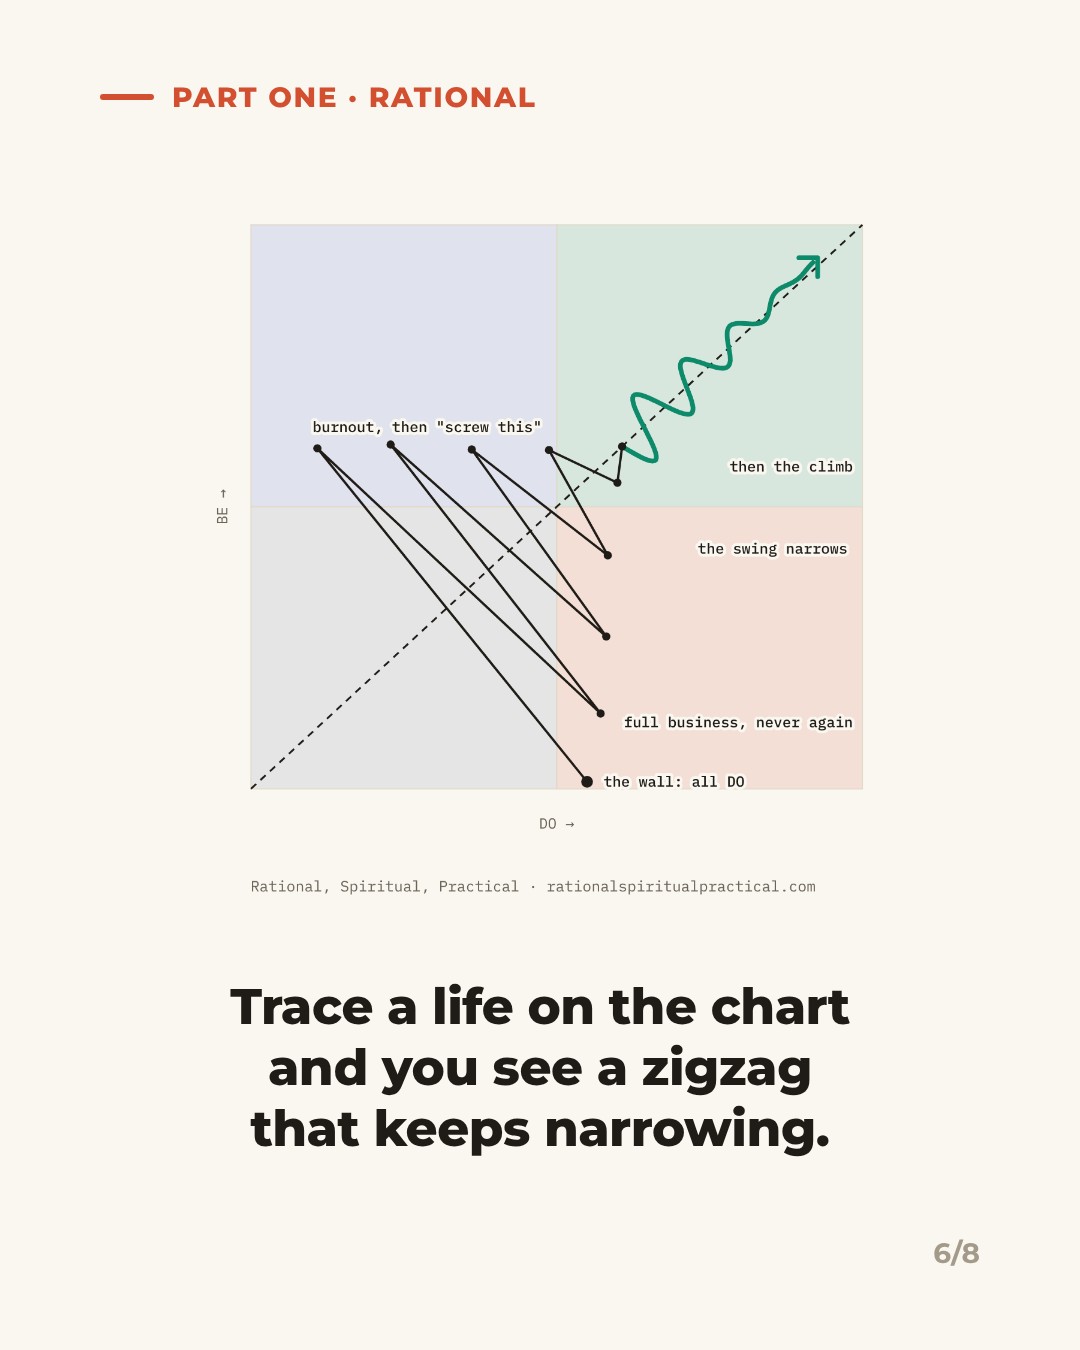 PART ONE · RATIONAL
burnout, then "screw this"
then the climb
BE →
the swing narrows
full business, never again
the wall: all DO
DO →
Rational, Spiritual, Practical · rationalspiritualpractical.com
Trace a life on the chart
and you see a zigzag
that keeps narrowing.
6/8